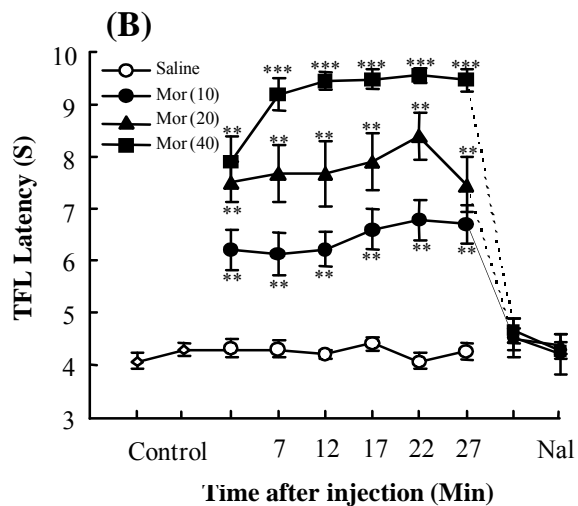 (B)
Saline
Mor (10)
Mor (20)
Mor (40)
TFL Latency (S)
10
9
8
7
6
5
4
3
*** *** *** *** ***
** ** ** ** ** **
**
** ** ** ** ** **
Control 7 12 17 22 27 Nal
Time after injection (Min)